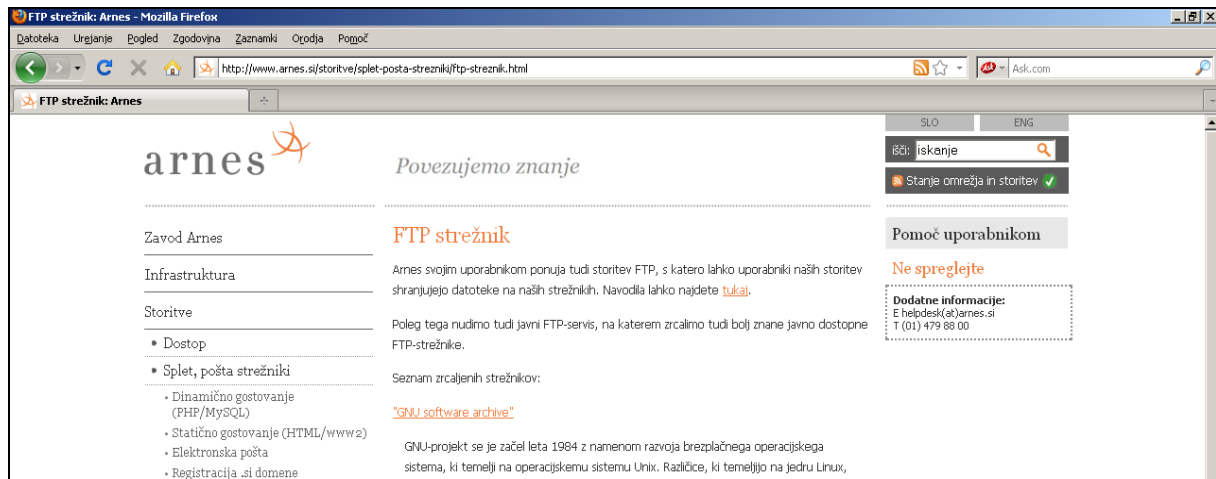 FTP strežnik: Arnes - Mozilla Firefox
Datoteka Urejanje Pogled Zgodovina Zaznamki Orodja Pomoč
http://www.arnes.si/storitve/splet-posta-strezniki/ftp-streznik.html
Ask.com
FTP strežnik: Arnes
SLO ENG
arnes
Povezujemo znanje
išči: iskanje
Stanje omrežja in storitev
Zavod Arnes
Infrastruktura
Storitve
• Dostop
• Splet, pošta strežniki
• Dinamično gostovanje
(PHP/MySQL)
• Statično gostovanje (HTML/www2)
• Elektronska pošta
• Registracija .si domene
FTP strežnik
Arnes svojim uporabnikom ponuja tudi storitev FTP, s katero lahko uporabniki naših storitev
shranjujejo datoteke na naših strežnikih. Navodila lahko najdete tukaj.
Poleg tega nudimo tudi javni FTP-servis, na katerem zrcalimo tudi bolj znane javno dostopne
FTP-strežnike.
Seznam zrcaljenih strežnikov:
"GNU software archive"
GNU-projekt se je začel leta 1984 z namenom razvoja brezplačnega operacijskega
sistema, ki temelji na operacijskemu sistemu Unix. Različice, ki temeljijo na jedru Linux,
Pomoč uporabnikom
Ne spreglejte
Dodatne informacije:
E helpdesk(at)arnes.si
T (01) 479 88 00